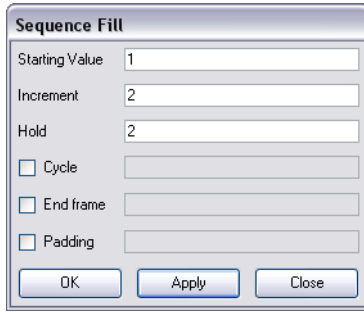 Sequence Fill
Starting Value 1
Increment 2
Hold 2
Cycle
End frame
Padding
OK Apply Close